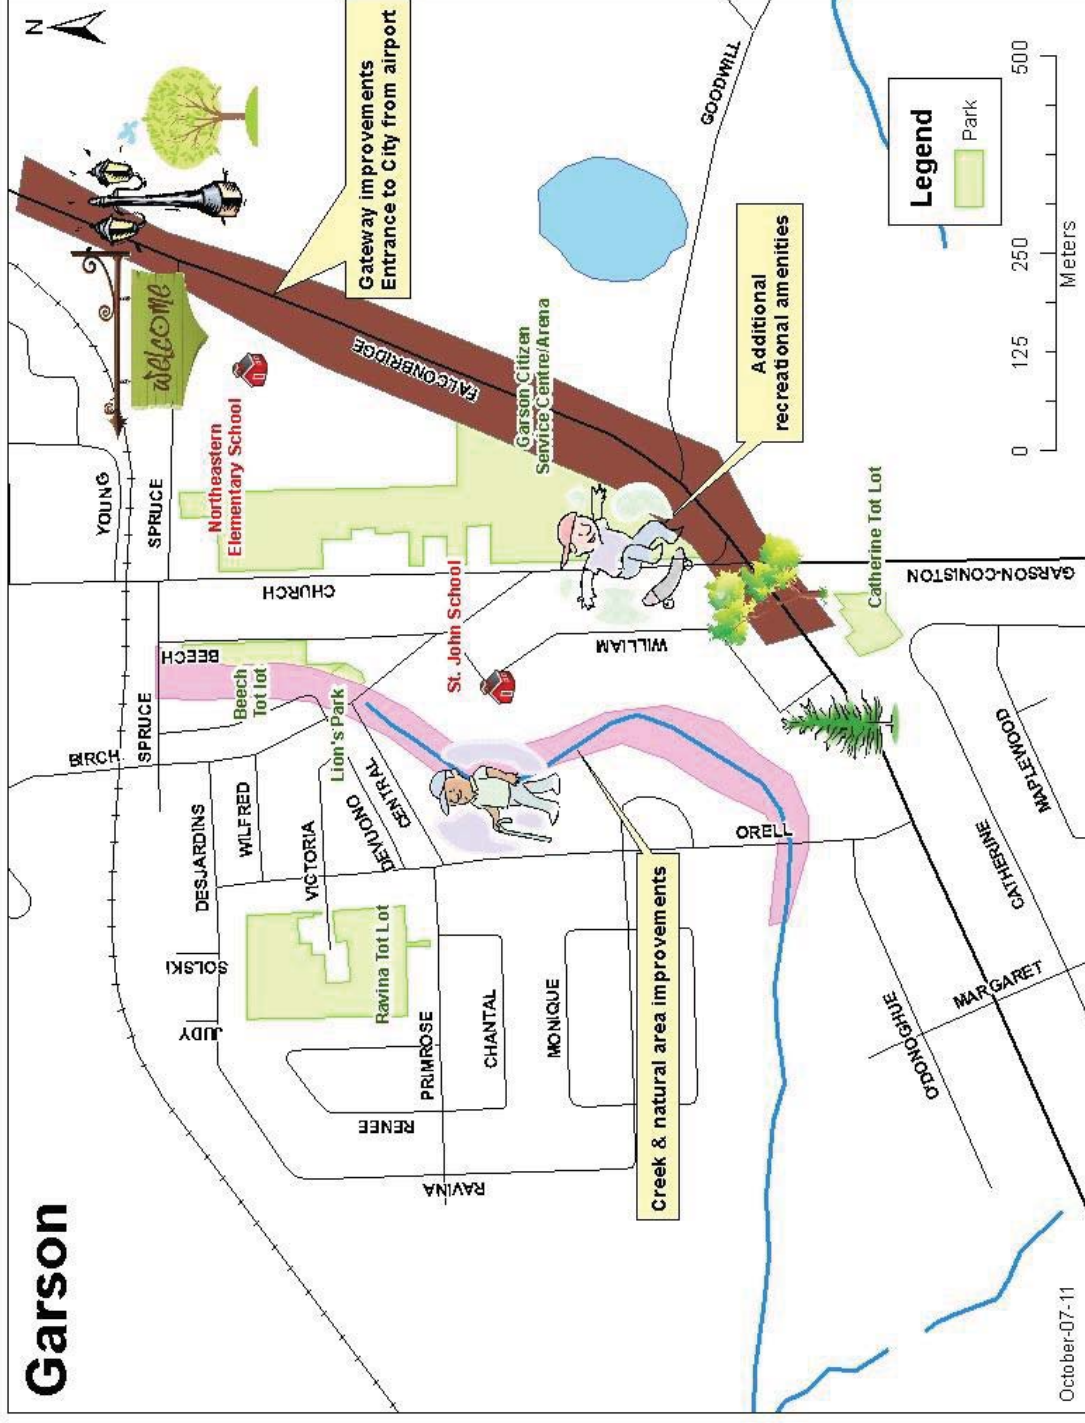 Garson
N
Gateway improvements
Entrance to City from airport
welcome
YOUNG
SPRUCE
BIRCH
SPRUCE
BEECH
CHURCH
Northeastern
Elementary School
FALCONBRIDGE
Garson Citizen
Service Centre/Arena
GOODWILL
Beech
Tot lot
Lion's Park
St. John School
DESJARDINS
WILFRED
VICTORIA
DEVUONO
CENTRAL
SOLSKI
JUDY
Ravina Tot Lot
PRIMROSE
CHANTAL
MONIQUE
RENEE
RAVINA
WILLIAM
ORELL
Additional
recreational amenities
Creek & natural area improvements
Catherine Tot Lot
GARSON-CONISTON
MAPLEWOOD
CATHERINE
MARGARET
O'DONOGHUE
Legend
Park
0 125 250 500
Meters
October-07-11